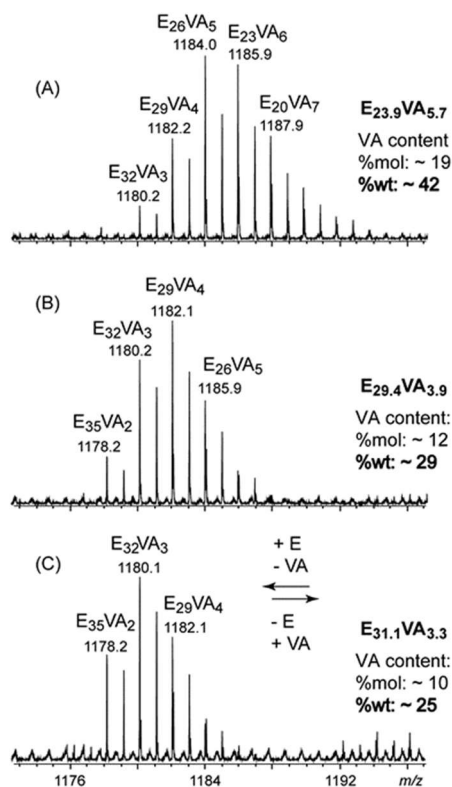 (A)
E26VA5
1184.0
E23VA6
1185.9
E29VA4
1182.2
E20VA7
1187.9
E32VA3
1180.2
E23.9VA5.7
VA content
%mol: ~ 19
%wt: ~ 42
(B)
E29VA4
1182.1
E32VA3
1180.2
E26VA5
1185.9
E35VA2
1178.2
E29.4VA3.9
VA content:
%mol: ~ 12
%wt: ~ 29
(C)
E32VA3
1180.1
+ E
- VA
- E
+ VA
E35VA2
1178.2
E29VA4
1182.1
E31.1VA3.3
VA content:
%mol: ~ 10
%wt: ~ 25
1176 1184 1192 m/z